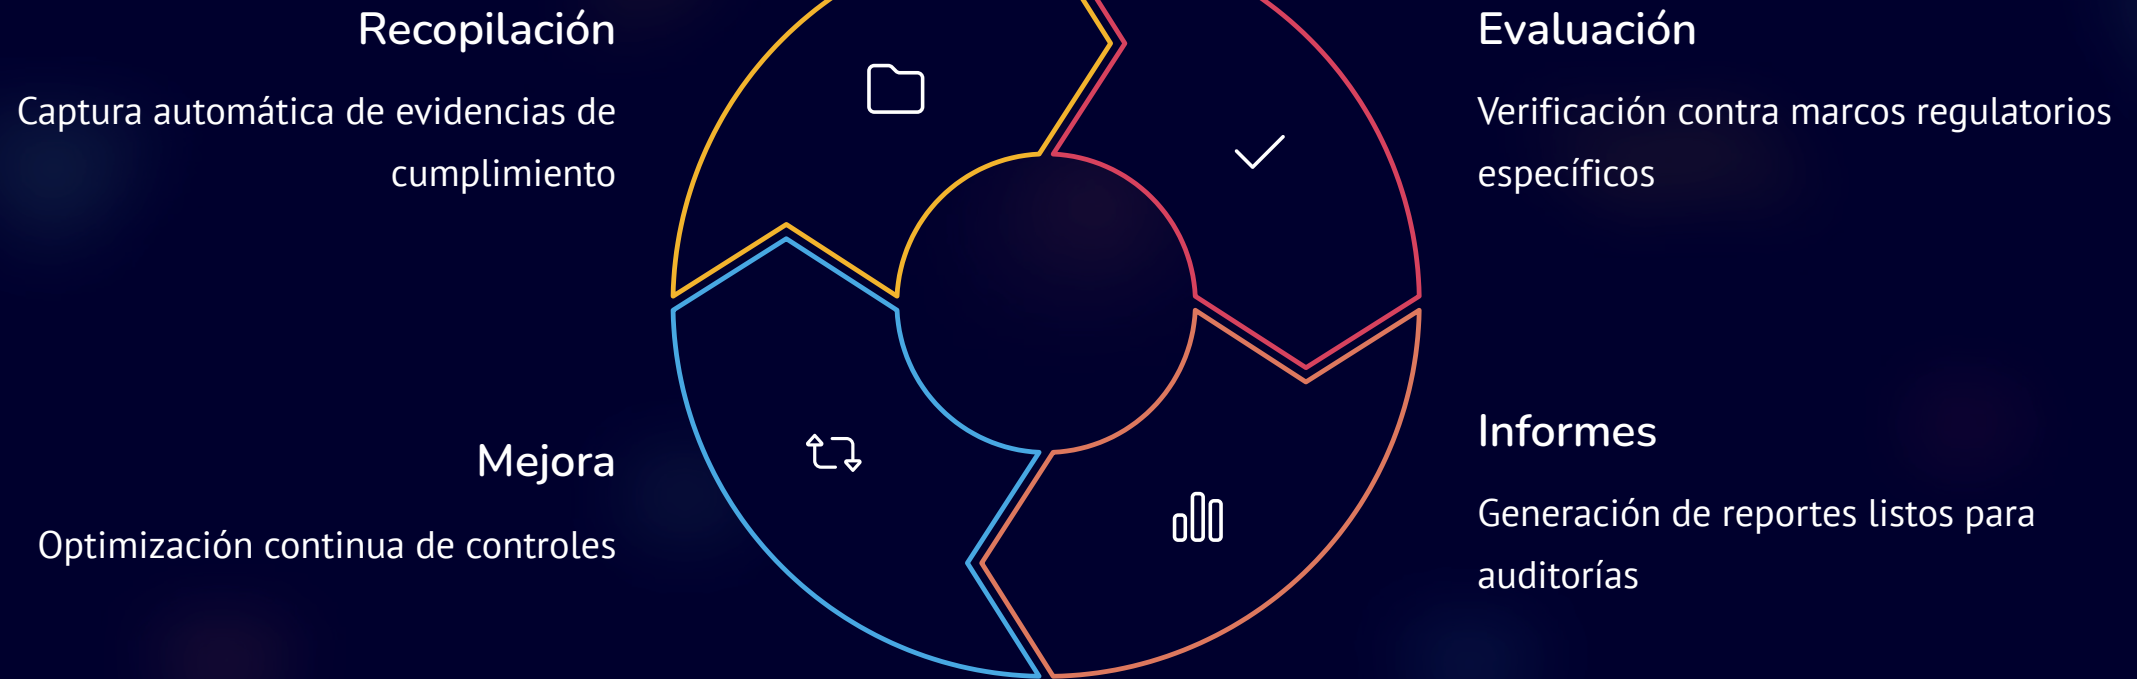 Recopilación
Captura automática de evidencias de
cumplimiento
Evaluación
Verificación contra marcos regulatorios
específicos
Mejora
Optimización continua de controles
Informes
Generación de reportes listos para
auditorías